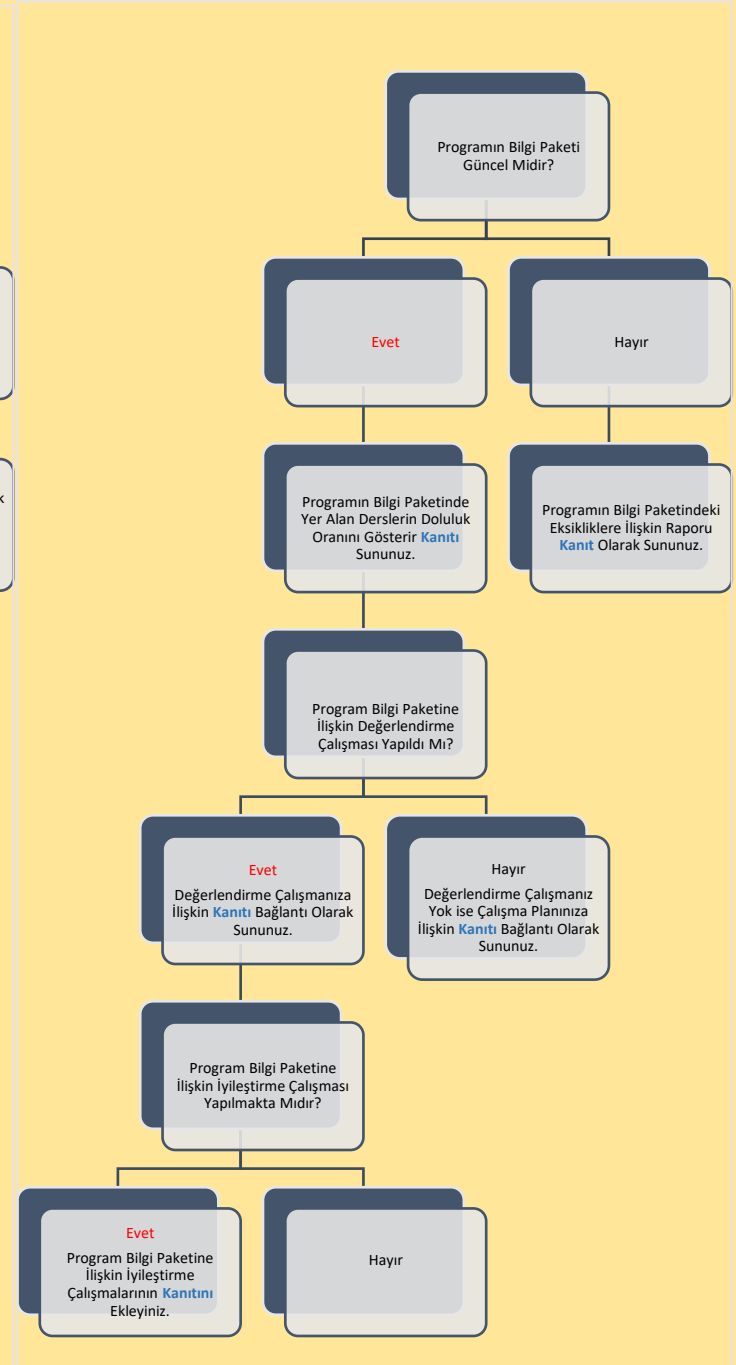 Programın Bilgi Paketi
Güncel Midir?
Evet
Hayır
Programın Bilgi Paketinde
Yer Alan Derslerin Doluluk
Oranını Gösterir Kanıtı
Sununuz.
Programın Bilgi Paketindeki
Eksikliklere İlişkin Raporu
Kanıt Olarak Sununuz.
Program Bilgi Paketine
İlişkin Değerlendirme
Çalışması Yapıldı Mı?
Evet
Değerlendirme Çalışmanıza
İlişkin Kanıtı Bağlantı Olarak
Sununuz.
Hayır
Değerlendirme Çalışmanız
Yok ise Çalışma Planınıza
İlişkin Kanıtı Bağlantı Olarak
Sununuz.
Program Bilgi Paketine
İlişkin İyileştirme Çalışması
Yapılmakta Mıdır?
Evet
Program Bilgi Paketine
İlişkin İyileştirme
Çalışmalarının Kanıtını
Ekleyiniz.
Hayır